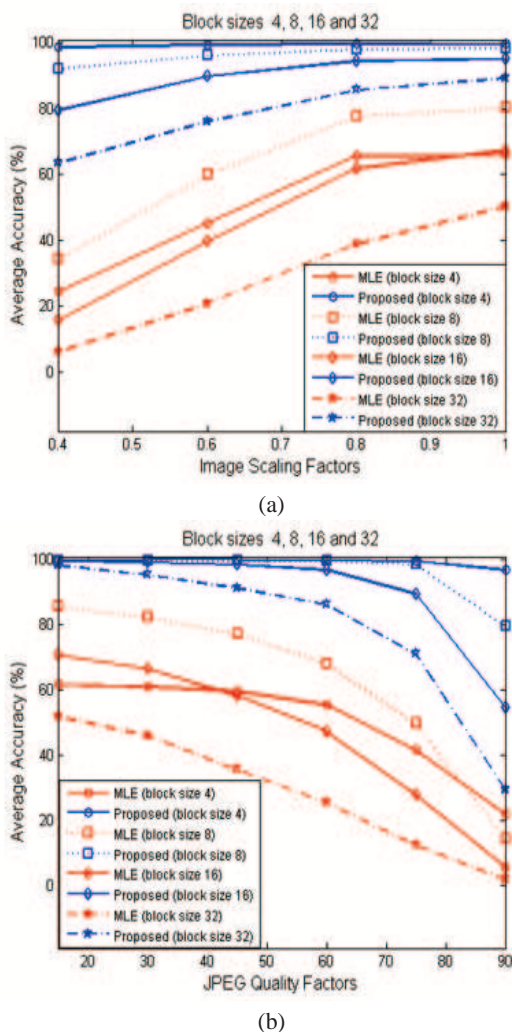 Block sizes 4, 8, 16 and 32
Average Accuracy (%)
100
80
60
40
20
0
MLE (block size 4)
Proposed (block size 4)
MLE (block size 8)
Proposed (block size 8)
MLE (block size 16)
Proposed (block size 16)
MLE (block size 32)
Proposed (block size 32)
0.4 0.5 0.6 0.7 0.8 0.9 1
Image Scaling Factors
(a)
Block sizes 4, 8, 16 and 32
Average Accuracy (%)
100
80
60
40
20
0
MLE (block size 4)
Proposed (block size 4)
MLE (block size 8)
Proposed (block size 8)
MLE (block size 16)
Proposed (block size 16)
MLE (block size 32)
Proposed (block size 32)
20 30 40 50 60 70 80 90
JPEG Quality Factors
(b)